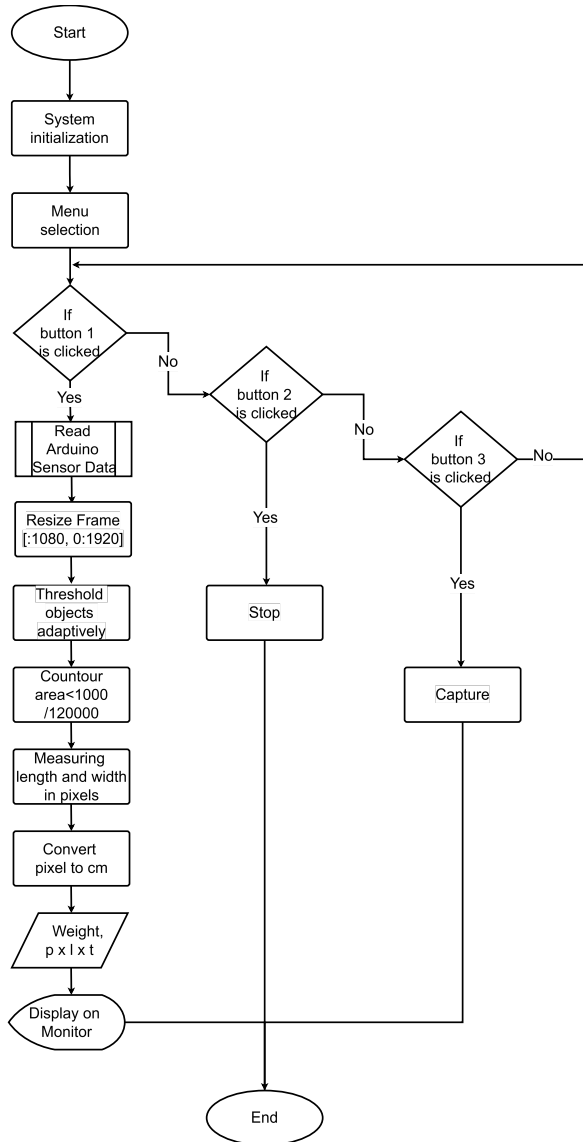 Start
System
initialization
Menu
selection
If
button 1
is clicked
No
Yes
If
button 2
is clicked
No
Yes
If
button 3
is clicked
No
Yes
Read
Arduino
Sensor Data
Resize Frame
[:1080, 0:1920]
Threshold
objects
adaptively
Stop
Countour
area<1000
/120000
Capture
Measuring
length and width
in pixels
Convert
pixel to cm
Weight,
p x l x t
Display on
Monitor
End